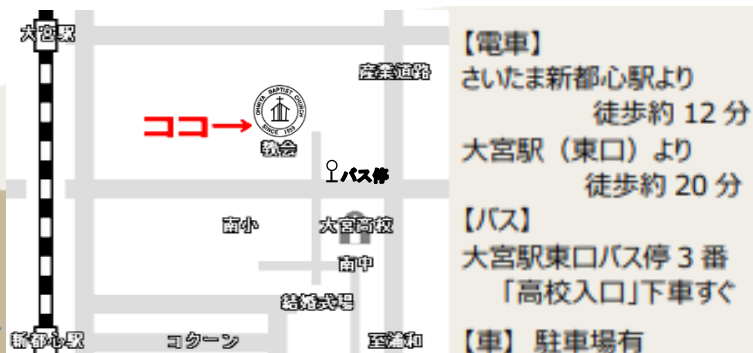 大宮駅
産業道路
OHMIYA BAPTIST CHURCH
SINCE
ココ→
教会
バス停
南小
大宮高校
南中
結婚式場
新都心駅
コクーン
至浦和
【電車】
さいたま新都心駅より
徒歩約 12 分
大宮駅（東口）より
徒歩約 20 分
【バス】
大宮駅東口バス停 3 番
「高校入口」下車すぐ
【車】 駐車場有